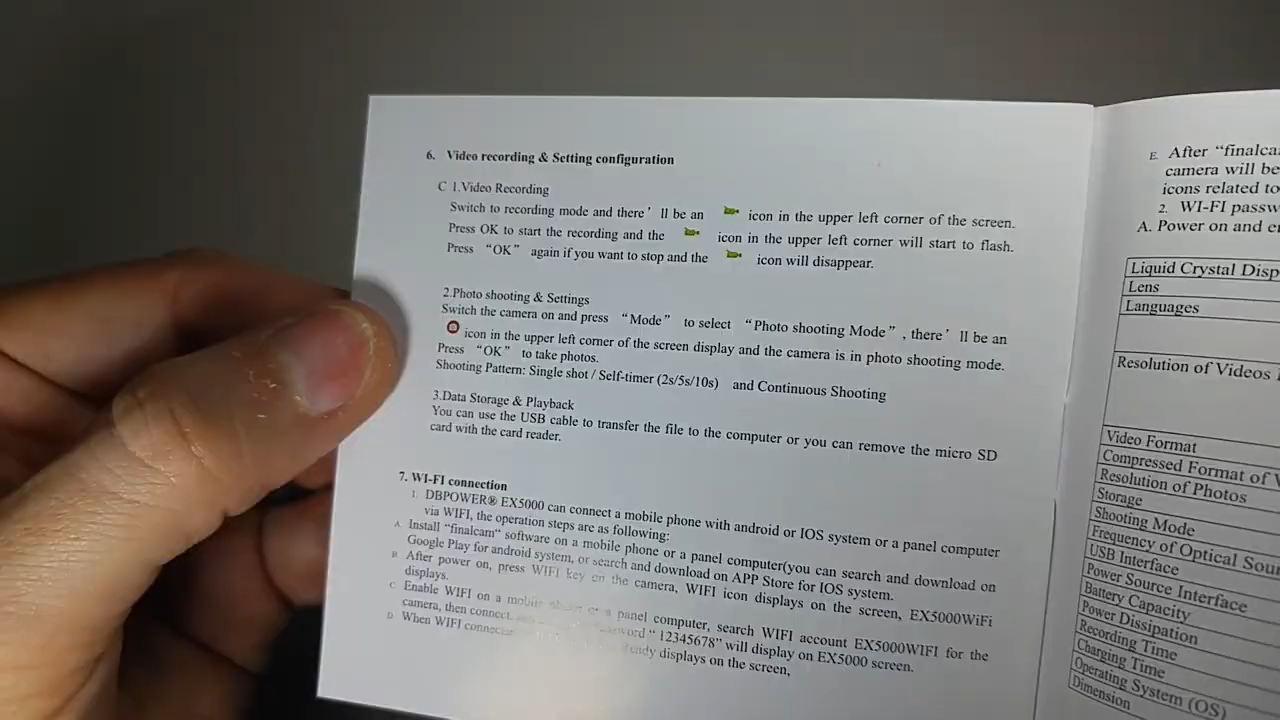 6. Video recording & Setting configuration
C 1.Video Recording
Switch to recording mode and there' ll be an icon in the upper left corner of the screen.
Press OK to start the recording and the icon in the upper left corner will start to flash.
Press "OK" again if you want to stop and the icon will disappear.
2.Photo shooting & Settings
Switch the camera on and press "Mode" to select "Photo shooting Mode" , there' ll be an
icon in the upper left corner of the screen display and the camera is in photo shooting mode.
Press "OK" to take photos.
Shooting Pattern: Single shot / Self-timer (2s/5s/10s) and Continuous Shooting
3.Data Storage & Playback
You can use the USB cable to transfer the file to the computer or you can remove the micro SD
card with the card reader.
7. WI-FI connection
1. DBPOWER® EX5000 can connect a mobile phone with android or IOS system or a panel computer
via WIFI, the operation steps are as following:
A. Install "finalcam" software on a mobile phone or a panel computer(you can search and download on
Google Play for android system, or search and download on APP Store for IOS system.
B. After power on, press WIFI key on the camera, WIFI icon displays on the screen, EX5000WiFi
displays.
C. Enable WIFI on a mobile phone or a panel computer, search WIFI account EX5000WIFI for the
camera, then connect, "12345678" will display on EX5000 screen.
D. When WIFI displays on the screen,
E. After "finalca
camera will be
icons related to
2. WI-FI passw
A. Power on and e
Liquid Crystal Disp
Lens
Languages
Resolution of Videos
Video Format
Compressed Format of V
Resolution of Photos
Storage
Shooting Mode
Frequency of Optical Sour
USB Interface
Power Source Interface
Battery Capacity
Power Dissipation
Recording Time
Charging Time
Operating System (OS)
Dimension